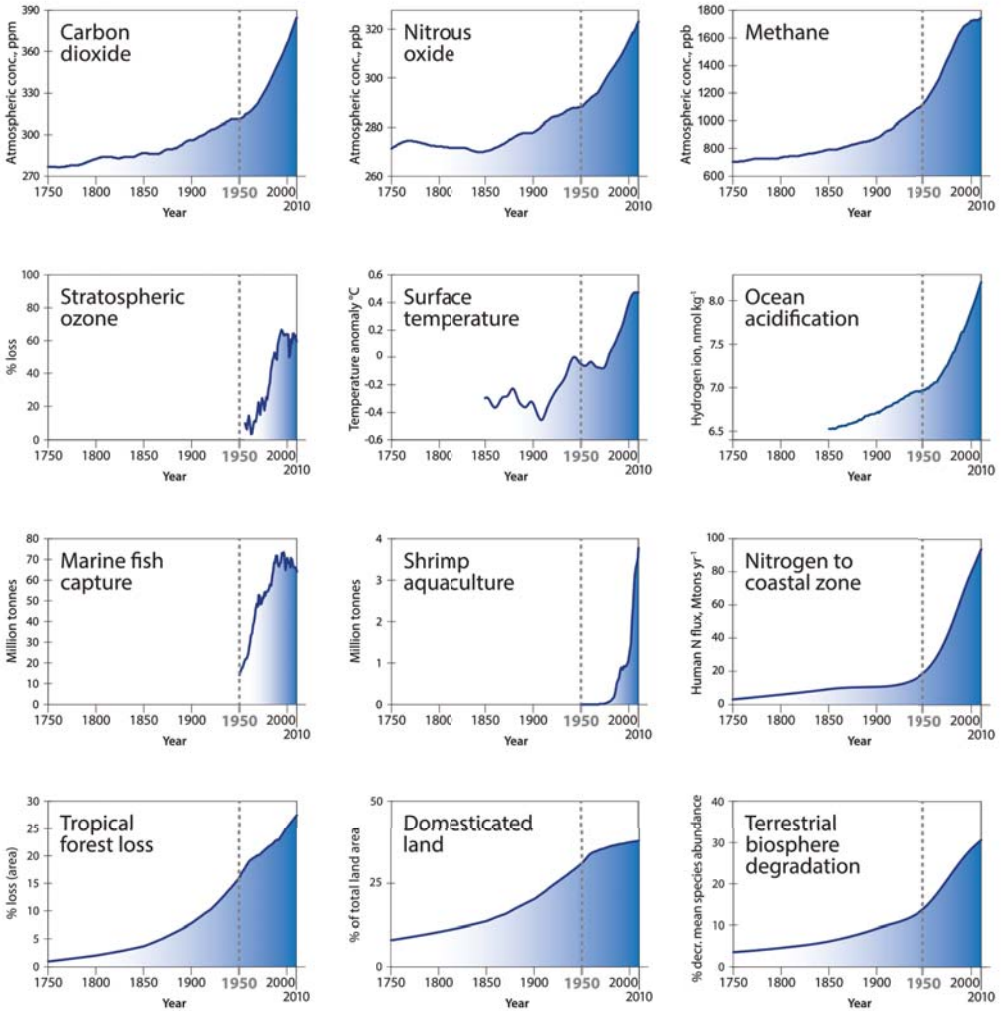 Carbon
dioxide
Atmospheric conc., ppm
390
360
330
300
270
1750 1800 1850 1900 1950 2000
2010
Year
Nitrous
oxide
Atmospheric conc., ppb
320
300
280
260
1750 1800 1850 1900 1950 2000
2010
Year
Methane
Atmospheric conc., ppb
1800
1600
1400
1200
1000
800
600
1750 1800 1850 1900 1950 2000
2010
Year
Stratospheric
ozone
% loss
100
80
60
40
20
0
1750 1800 1850 1900 1950 2000
2010
Year
Surface
temperature
Temperature anomaly °C
0.6
0.4
0.2
0
-0.2
-0.4
-0.6
1750 1800 1850 1900 1950 2000
2010
Year
Ocean
acidification
Hydrogen ion, nmol kg⁻¹
8.0
7.5
7.0
6.5
1750 1800 1850 1900 1950 2000
2010
Year
Marine fish
capture
Million tonnes
80
70
60
50
40
30
20
10
0
1750 1800 1850 1900 1950 2000
2010
Year
Shrimp
aquaculture
Million tonnes
4
3
2
1
0
1750 1800 1850 1900 1950 2000
2010
Year
Nitrogen to
coastal zone
Human N flux, Mtons yr⁻¹
100
80
60
40
20
0
1750 1800 1850 1900 1950 2000
2010
Year
Tropical
forest loss
% loss (area)
30
25
20
15
10
5
0
1750 1800 1850 1900 1950 2000
2010
Year
Domesticated
land
% of total land area
50
25
0
1750 1800 1850 1900 1950 2000
2010
Year
Terrestrial
biosphere
degradation
% decr. mean species abundance
40
30
20
10
0
1750 1800 1850 1900 1950 2000
2010
Year